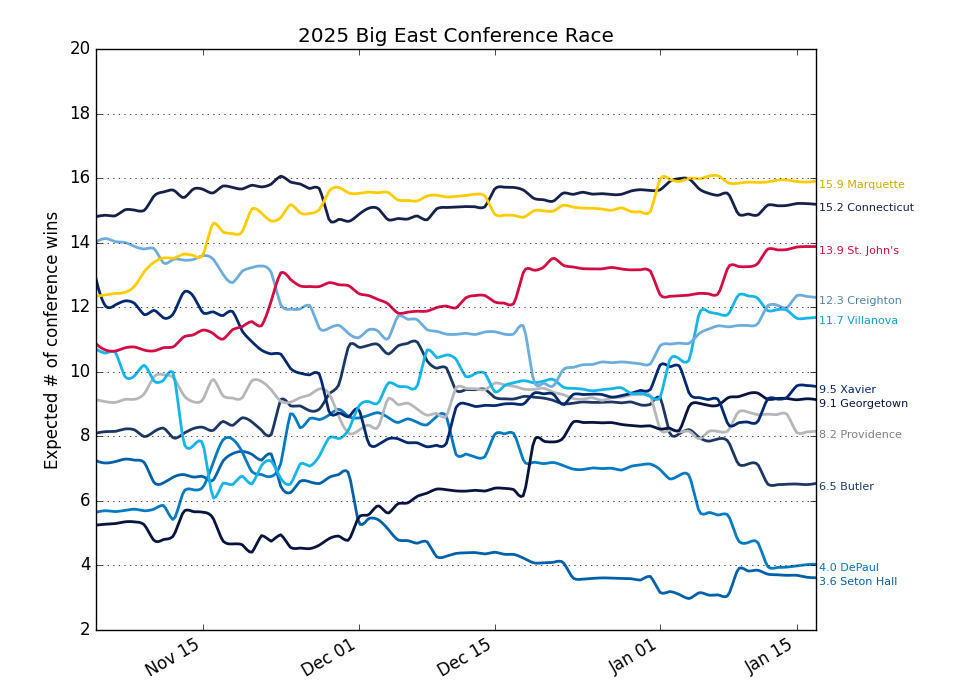 2025 Big East Conference Race
Expected # of conference wins
20
18
16
14
12
10
8
6
4
2
15.9 Marquette
15.2 Connecticut
13.9 St. John's
12.3 Creighton
11.7 Villanova
9.5 Xavier
9.1 Georgetown
8.2 Providence
6.5 Butler
4.0 DePaul
3.6 Seton Hall
Nov 15
Dec 01
Dec 15
Jan 01
Jan 15